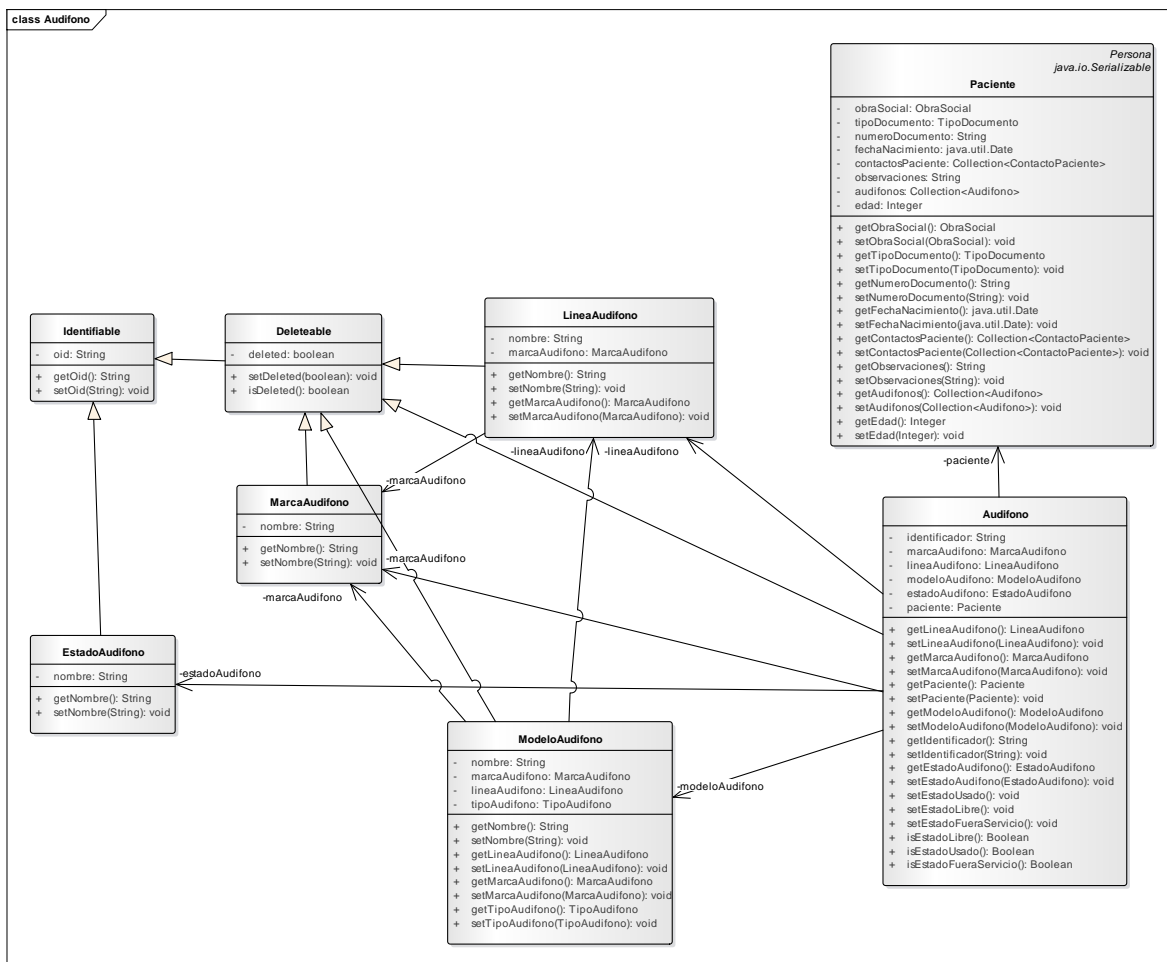 class Audifono
Persona
java.io.Serializable
Paciente
- obraSocial: ObraSocial
- tipoDocumento: TipoDocumento
- numeroDocumento: String
- fechaNacimiento: java.util.Date
- contactosPaciente: Collection<ContactoPaciente>
- observaciones: String
- audifonos: Collection<Audifono>
- edad: Integer
+ getObraSocial(): ObraSocial
+ setObraSocial(ObraSocial): void
+ getTipoDocumento(): TipoDocumento
+ setTipoDocumento(TipoDocumento): void
+ getNumeroDocumento(): String
+ setNumeroDocumento(String): void
+ getFechaNacimiento(): java.util.Date
+ setFechaNacimiento(java.util.Date): void
+ getContactosPaciente(): Collection<ContactoPaciente>
+ setContactosPaciente(Collection<ContactoPaciente>): void
+ getObservaciones(): String
+ setObservaciones(String): void
+ getAudifonos(): Collection<Audifono>
+ setAudifonos(Collection<Audifono>): void
+ getEdad(): Integer
+ setEdad(Integer): void
Identifiable
- oid: String
+ getOid(): String
+ setOid(String): void
Deleteable
- deleted: boolean
+ setDeleted(boolean): void
+ isDeleted(): boolean
LineaAudifono
- nombre: String
- marcaAudifono: MarcaAudifono
+ getNombre(): String
+ setNombre(String): void
+ getMarcaAudifono(): MarcaAudifono
+ setMarcaAudifono(MarcaAudifono): void
-lineaAudifono
-lineaAudifono
-paciente
-marcaAudifono
MarcaAudifono
- nombre: String
+ getNombre(): String
+ setNombre(String): void
-marcaAudifono
-marcaAudifono
Audifono
- identificador: String
- marcaAudifono: MarcaAudifono
- lineaAudifono: LineaAudifono
- modeloAudifono: ModeloAudifono
- estadoAudifono: EstadoAudifono
- paciente: Paciente
+ getLineaAudifono(): LineaAudifono
+ setLineaAudifono(LineaAudifono): void
+ getMarcaAudifono(): MarcaAudifono
+ setMarcaAudifono(MarcaAudifono): void
+ getPaciente(): Paciente
+ setPaciente(Paciente): void
+ getModeloAudifono(): ModeloAudifono
+ setModeloAudifono(ModeloAudifono): void
+ getIdentificador(): String
+ setIdentificador(String): void
+ getEstadoAudifono(): EstadoAudifono
+ setEstadoAudifono(EstadoAudifono): void
+ setEstadoUsado(): void
+ setEstadoLibre(): void
+ setEstadoFueraServicio(): void
+ isEstadoLibre(): Boolean
+ isEstadoUsado(): Boolean
+ isEstadoFueraServicio(): Boolean
EstadoAudifono
- nombre: String
+ getNombre(): String
+ setNombre(String): void
-estadoAudifono
ModeloAudifono
- nombre: String
- marcaAudifono: MarcaAudifono
- lineaAudifono: LineaAudifono
- tipoAudifono: TipoAudifono
+ getNombre(): String
+ setNombre(String): void
+ getLineaAudifono(): LineaAudifono
+ setLineaAudifono(LineaAudifono): void
+ getMarcaAudifono(): MarcaAudifono
+ setMarcaAudifono(MarcaAudifono): void
+ getTipoAudifono(): TipoAudifono
+ setTipoAudifono(TipoAudifono): void
-modeloAudifono